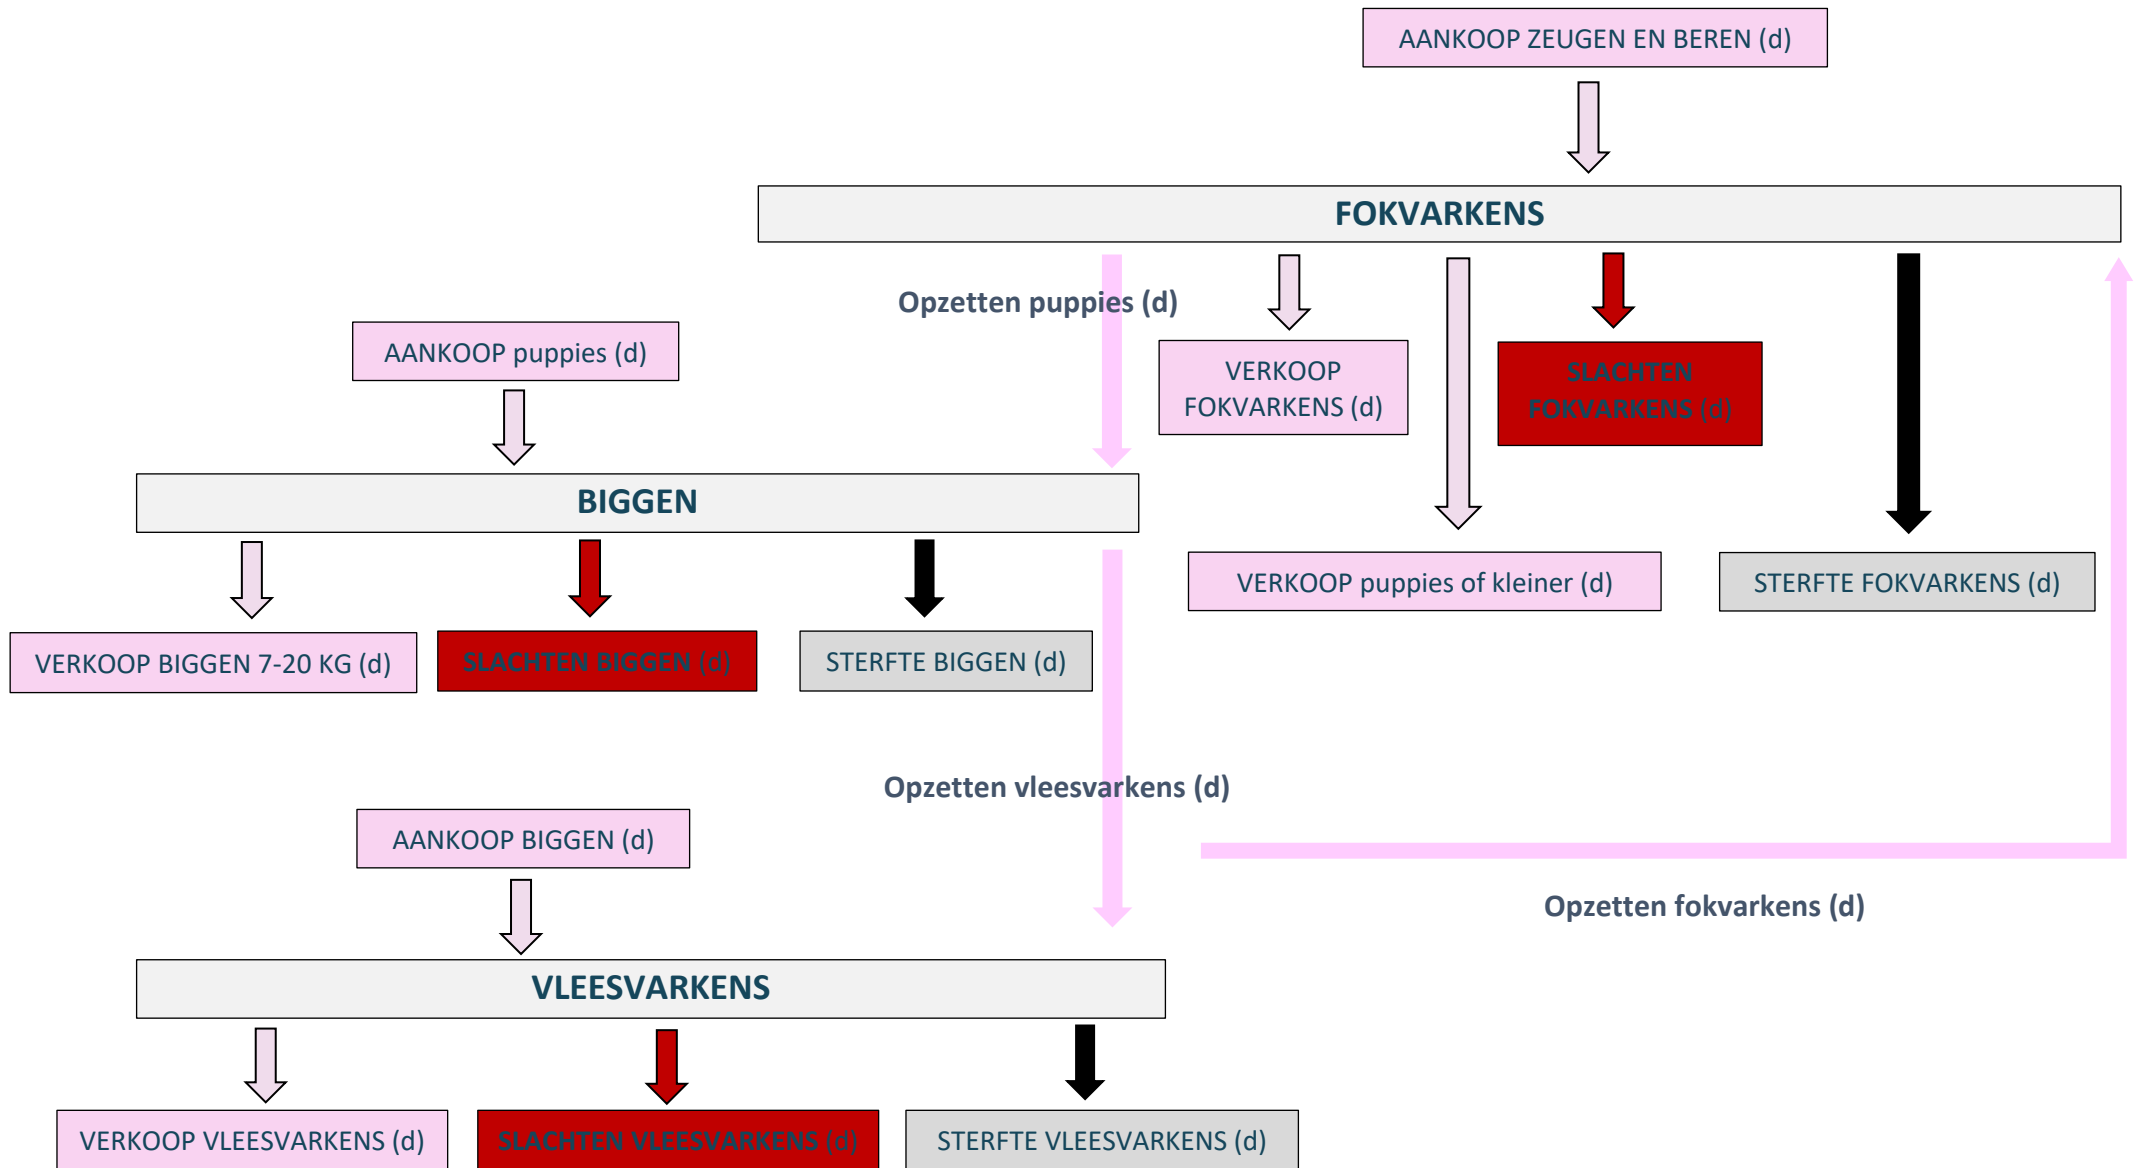 AANKOOP ZEUGEN EN BEREN (d)
FOKVARKENS
Opzetten puppies (d)
AANKOOP puppies (d)
VERKOOP
FOKVARKENS (d)
SLACHTEN
FOKVARKENS (d)
BIGGEN
VERKOOP puppies of kleiner (d)
STERFTE FOKVARKENS (d)
VERKOOP BIGGEN 7-20 KG (d)
SLACHTEN BIGGEN (d)
STERFTE BIGGEN (d)
Opzetten vleesvarkens (d)
AANKOOP BIGGEN (d)
Opzetten fokvarkens (d)
VLEESVARKENS
VERKOOP VLEESVARKENS (d)
SLACHTEN VLEESVARKENS (d)
STERFTE VLEESVARKENS (d)